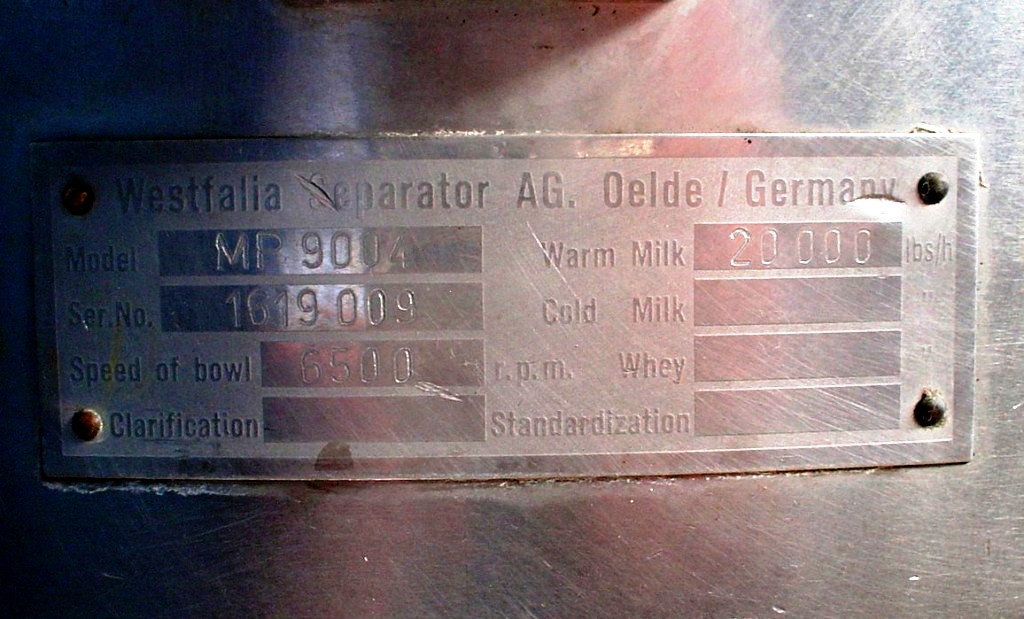 Westfalia Separator AG. Oelde / Germany
Model MP 9004 Warm Milk 20 000 lbs/h
Ser.No. 1619 009 Cold Milk "
Speed of bowl 6500 r.p.m. Whey "
Clarification Standardization